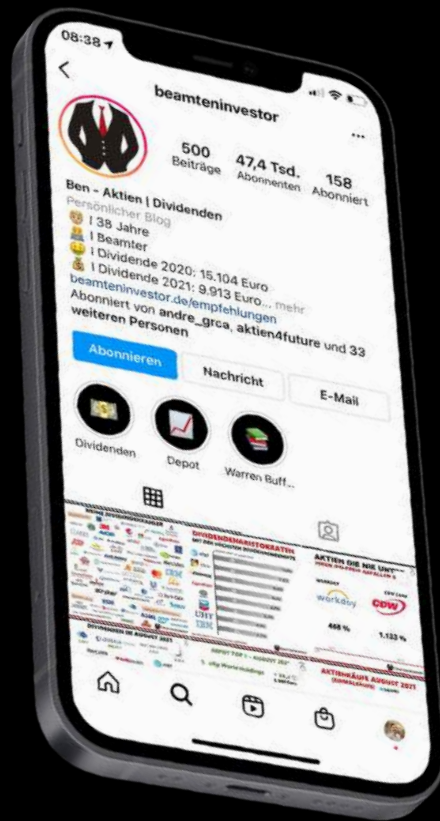 08:38
beamteninvestor
500 47,4 Tsd. 158
Beiträge Abonnenten Abonniert
Ben - Aktien | Dividenden
Persönlicher Blog
| 38 Jahre
| Beamter
| Dividende 2020: 15.104 Euro
| Dividende 2021: 9.913 Euro... mehr
beamteninvestor.de/empfehlungen
Abonniert von andre_grca, aktien4future und 33
weiteren Personen
Abonnieren Nachricht E-Mail
Dividenden Depot Warren Buff...
DIVIDENDENARISTOKRATEN
AKTIEN DIE NIE
workday CDW
468 % 1.133 %
IBM
DIVIDENDEN IM AUGUST 2021
AKTIENKÄUFE AUGUST 2021